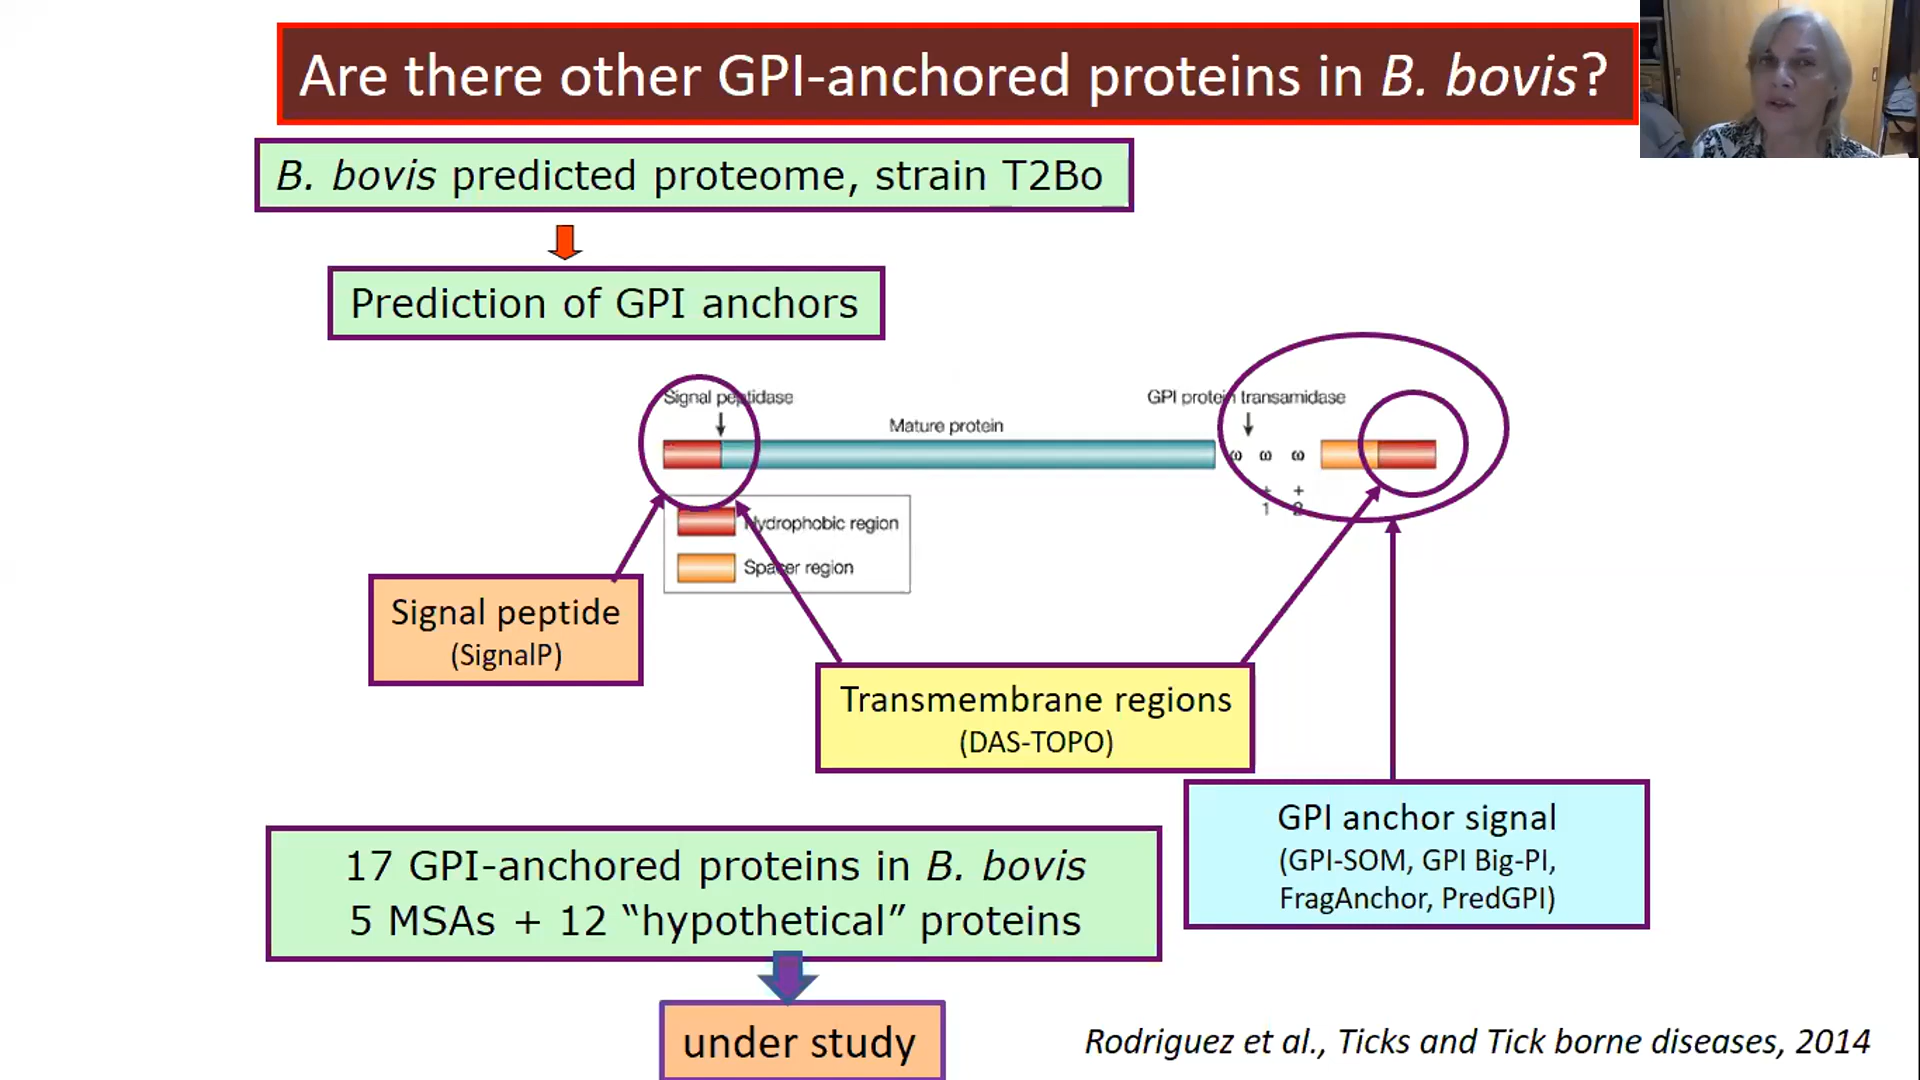 Are there other GPI-anchored proteins in B. bovis?
B. bovis predicted proteome, strain T2Bo
Prediction of GPI anchors
Signal peptidase
GPI protein transamidase
Mature protein
ω ω ω
+ +
1 2
Hydrophobic region
Spacer region
Signal peptide
(SignalP)
Transmembrane regions
(DAS-TOPO)
GPI anchor signal
(GPI-SOM, GPI Big-PI,
FragAnchor, PredGPI)
17 GPI-anchored proteins in B. bovis
5 MSAs + 12 “hypothetical” proteins
under study
Rodriguez et al., Ticks and Tick borne diseases, 2014